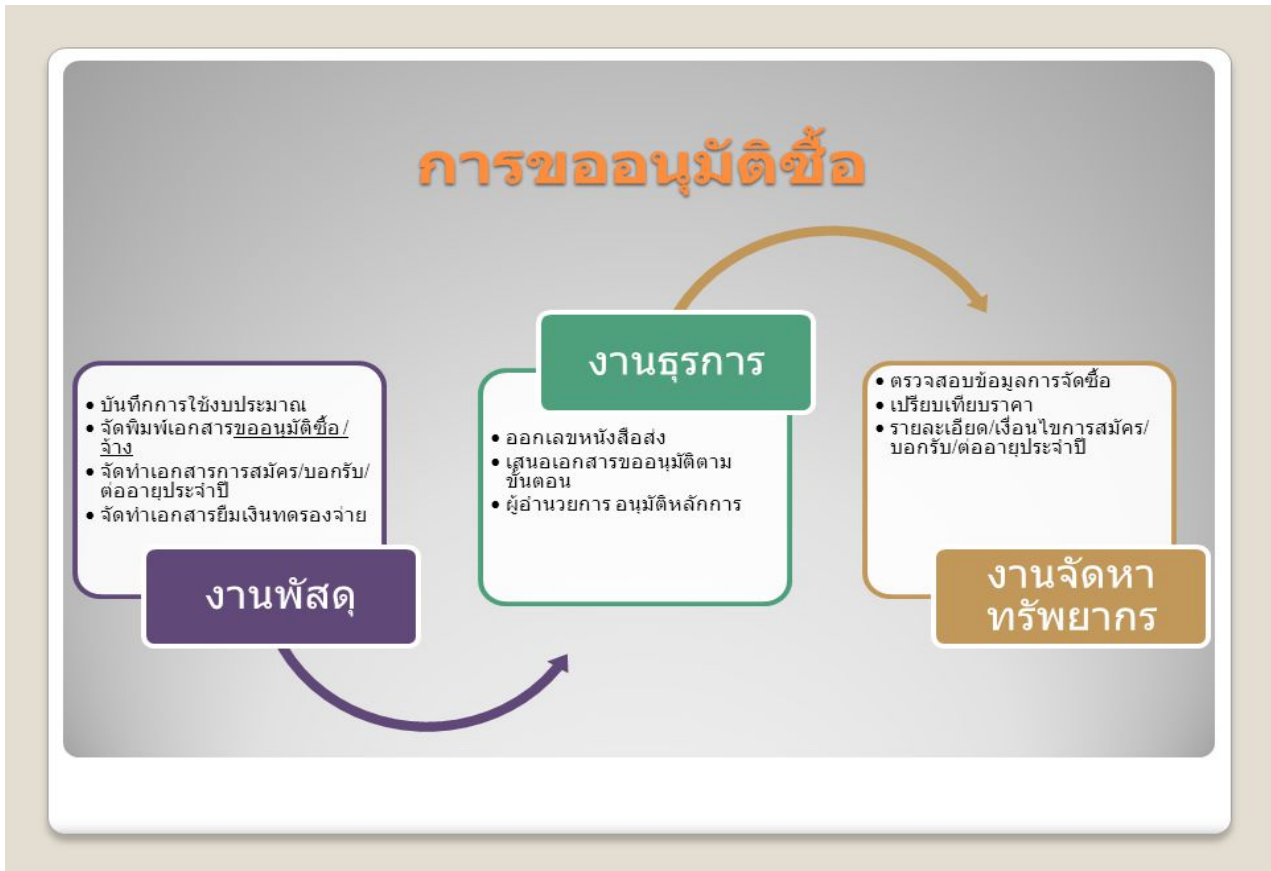 การขออนุมัติซื้อ
• บันทึกการใช้งบประมาณ
• จัดพิมพ์เอกสารขออนุมัติซื้อ/
จ้าง
• จัดทำเอกสารการสมัคร/บอกรับ/
ต่ออายุประจำปี
• จัดทำเอกสารยืมเงินทดรองจ่าย
งานพัสดุ
งานธุรการ
• ออกเลขหนังสือส่ง
• เสนอเอกสารขออนุมัติตาม
ขั้นตอน
• ผู้อำนวยการ อนุมัติหลักการ
• ตรวจสอบข้อมูลการจัดซื้อ
• เปรียบเทียบราคา
• รายละเอียด/เงื่อนไขการสมัคร/
บอกรับ/ต่ออายุประจำปี
งานจัดหา
ทรัพยากร